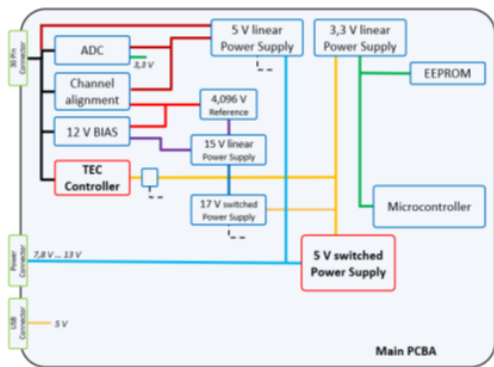 30 Pin
Connector
ADC
3,3 V
Channel
alignment
12 V BIAS
TEC
Controller
5 V linear
Power Supply
3,3 V linear
Power Supply
4,096 V
Reference
15 V linear
Power Supply
17 V switched
Power Supply
EEPROM
Microcontroller
5 V switched
Power Supply
Power
Connector
7,8 V ... 13 V
USB
Connector
5 V
Main PCBA